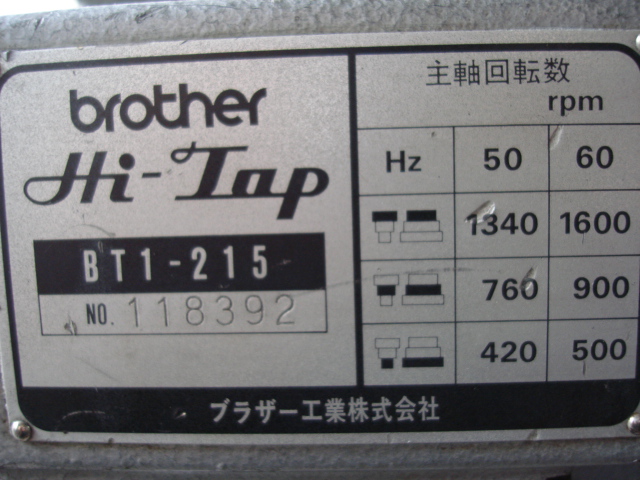 brother
Hi-Tap
BT1-215
NO. 118392
主軸回転数
rpm
Hz 50 60
1340 1600
760 900
420 500
ブラザー工業株式会社